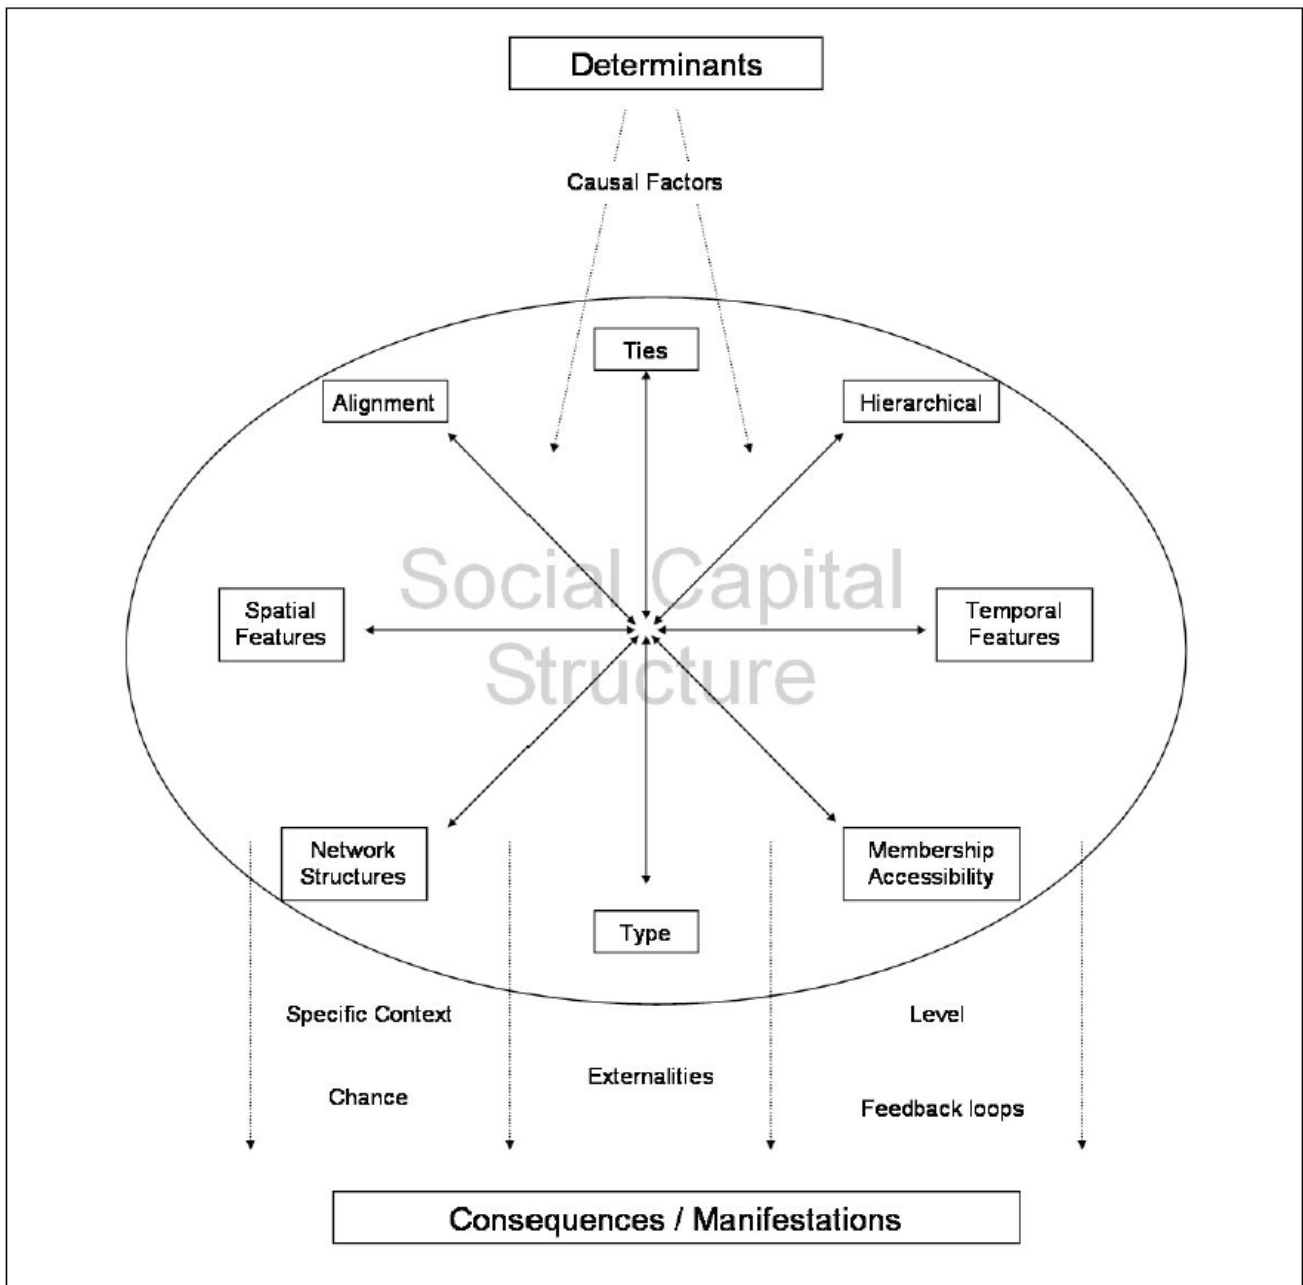 Determinants
Causal Factors
Ties
Alignment
Hierarchical
Social Capital
Structure
Spatial
Features
Temporal
Features
Network
Structures
Membership
Accessibility
Type
Specific Context
Level
Externalities
Chance
Feedback loops
Consequences / Manifestations